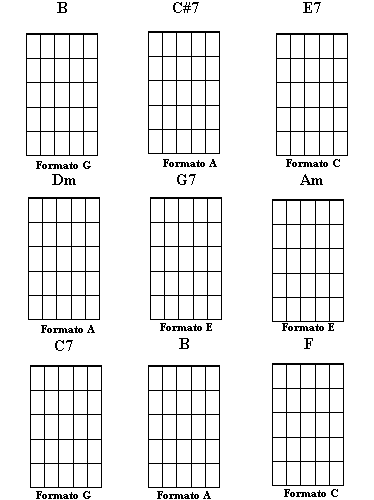 B C#7 E7
Formato G Formato A Formato C
Dm G7 Am
Formato A Formato E Formato E
C7 B F
Formato G Formato A Formato C